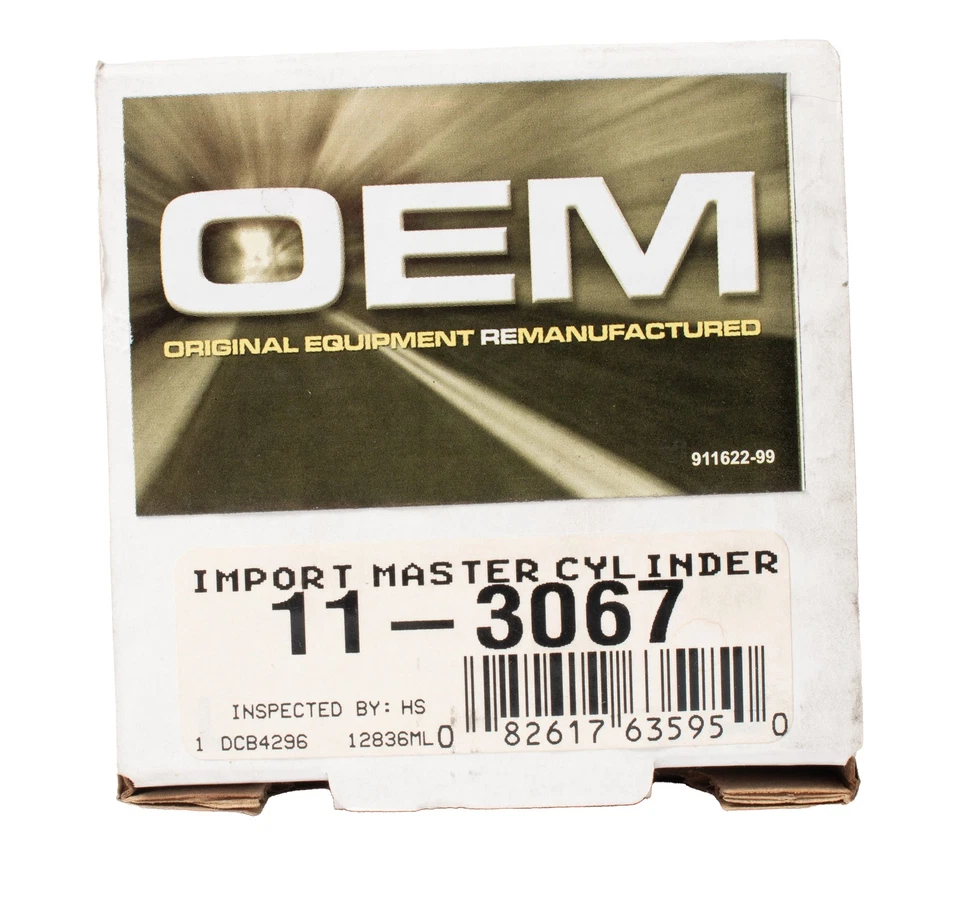 OEM
ORIGINAL EQUIPMENT REMANUFACTURED
911622-99
IMPORT MASTER CYLINDER
11-3067
INSPECTED BY: HS
1 DCB4296 12836ML
0 82617 63595 0